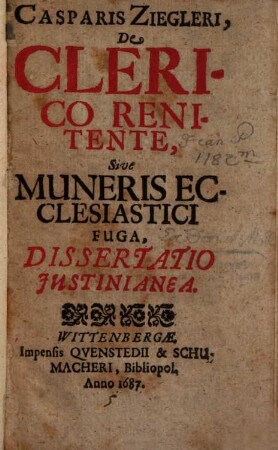 CASPARIS ZIEGLERI,
De
CLERI-
CO RENI-
TENTE,
Sive
MUNERIS EC-
CLESIASTICI
FUGA,
DISSERTATIO
JUSTINIANEA.
WITTENBERGÆ,
Impensis QVENSTEDII & SCHU-
MACHERI, Bibliopol.
Anno 1687.